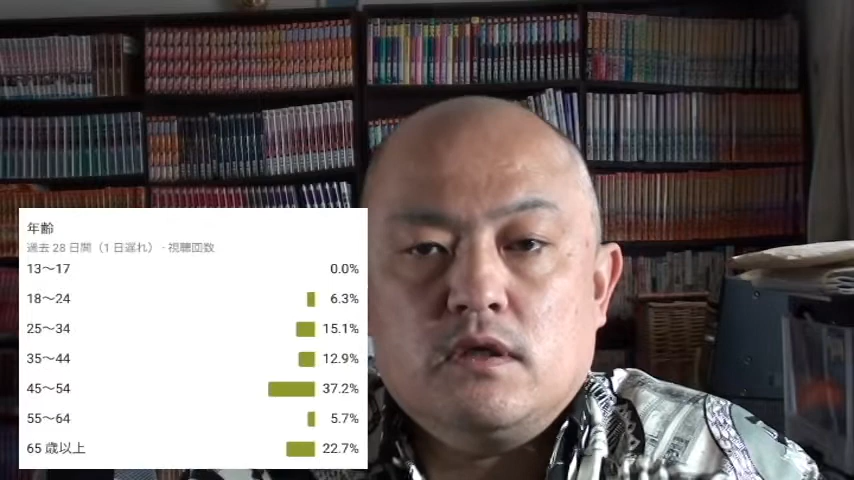 年齢
過去 28 日間（1 日遅れ）· 視聴回数
13～17 0.0%
18～24 6.3%
25～34 15.1%
35～44 12.9%
45～54 37.2%
55～64 5.7%
65 歳以上 22.7%